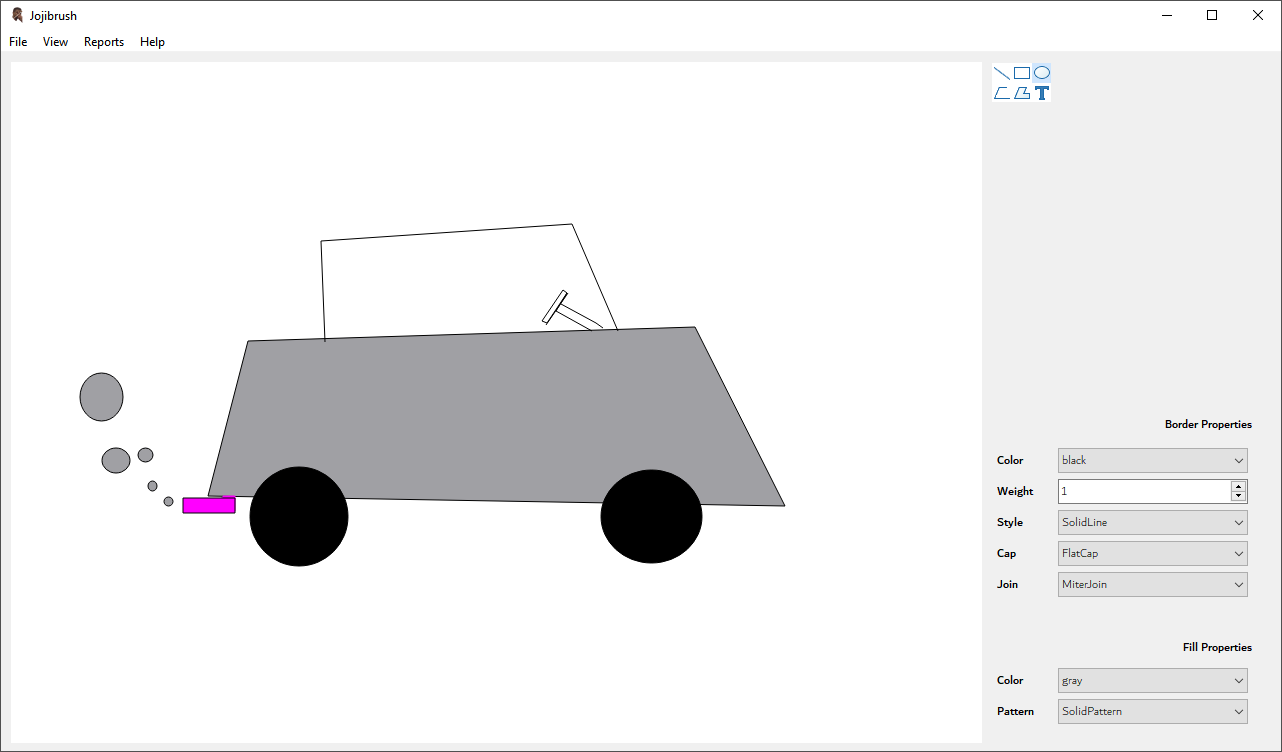 Jojibrush
File View Reports Help
Border Properties
Color black
Weight 1
Style SolidLine
Cap FlatCap
Join MiterJoin
Fill Properties
Color gray
Pattern SolidPattern